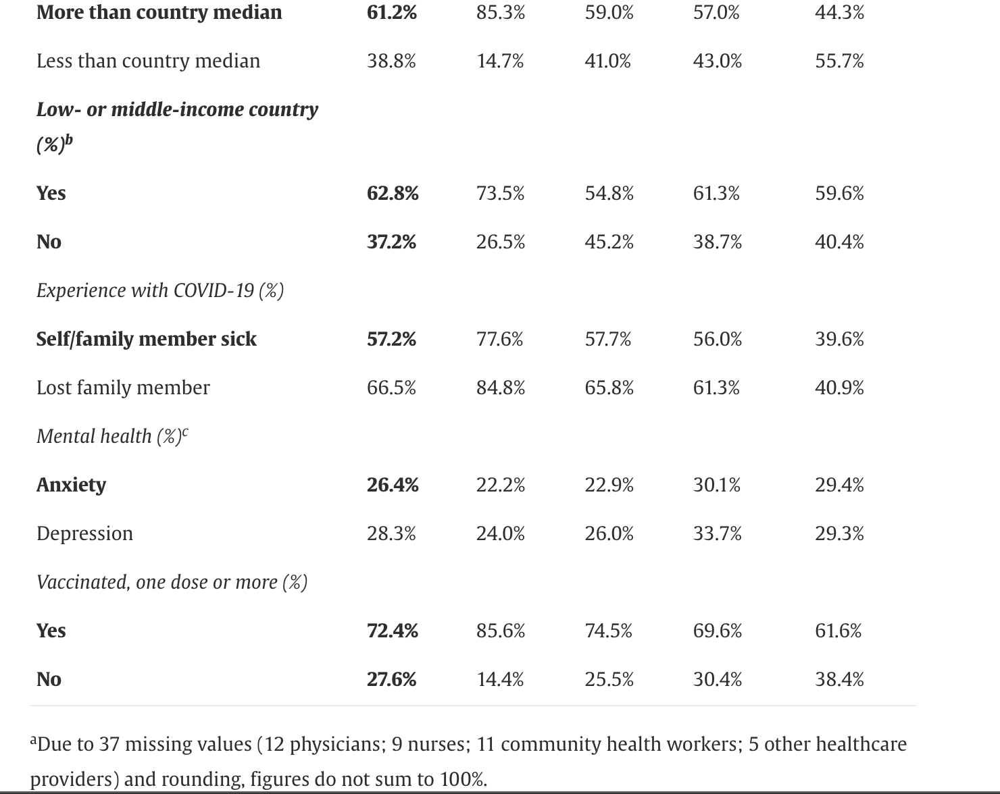 More than country median 61.2% 85.3% 59.0% 57.0% 44.3%
Less than country median 38.8% 14.7% 41.0% 43.0% 55.7%
Low- or middle-income country
(%)b
Yes 62.8% 73.5% 54.8% 61.3% 59.6%
No 37.2% 26.5% 45.2% 38.7% 40.4%
Experience with COVID-19 (%)
Self/family member sick 57.2% 77.6% 57.7% 56.0% 39.6%
Lost family member 66.5% 84.8% 65.8% 61.3% 40.9%
Mental health (%)c
Anxiety 26.4% 22.2% 22.9% 30.1% 29.4%
Depression 28.3% 24.0% 26.0% 33.7% 29.3%
Vaccinated, one dose or more (%)
Yes 72.4% 85.6% 74.5% 69.6% 61.6%
No 27.6% 14.4% 25.5% 30.4% 38.4%
aDue to 37 missing values (12 physicians; 9 nurses; 11 community health workers; 5 other healthcare
providers) and rounding, figures do not sum to 100%.